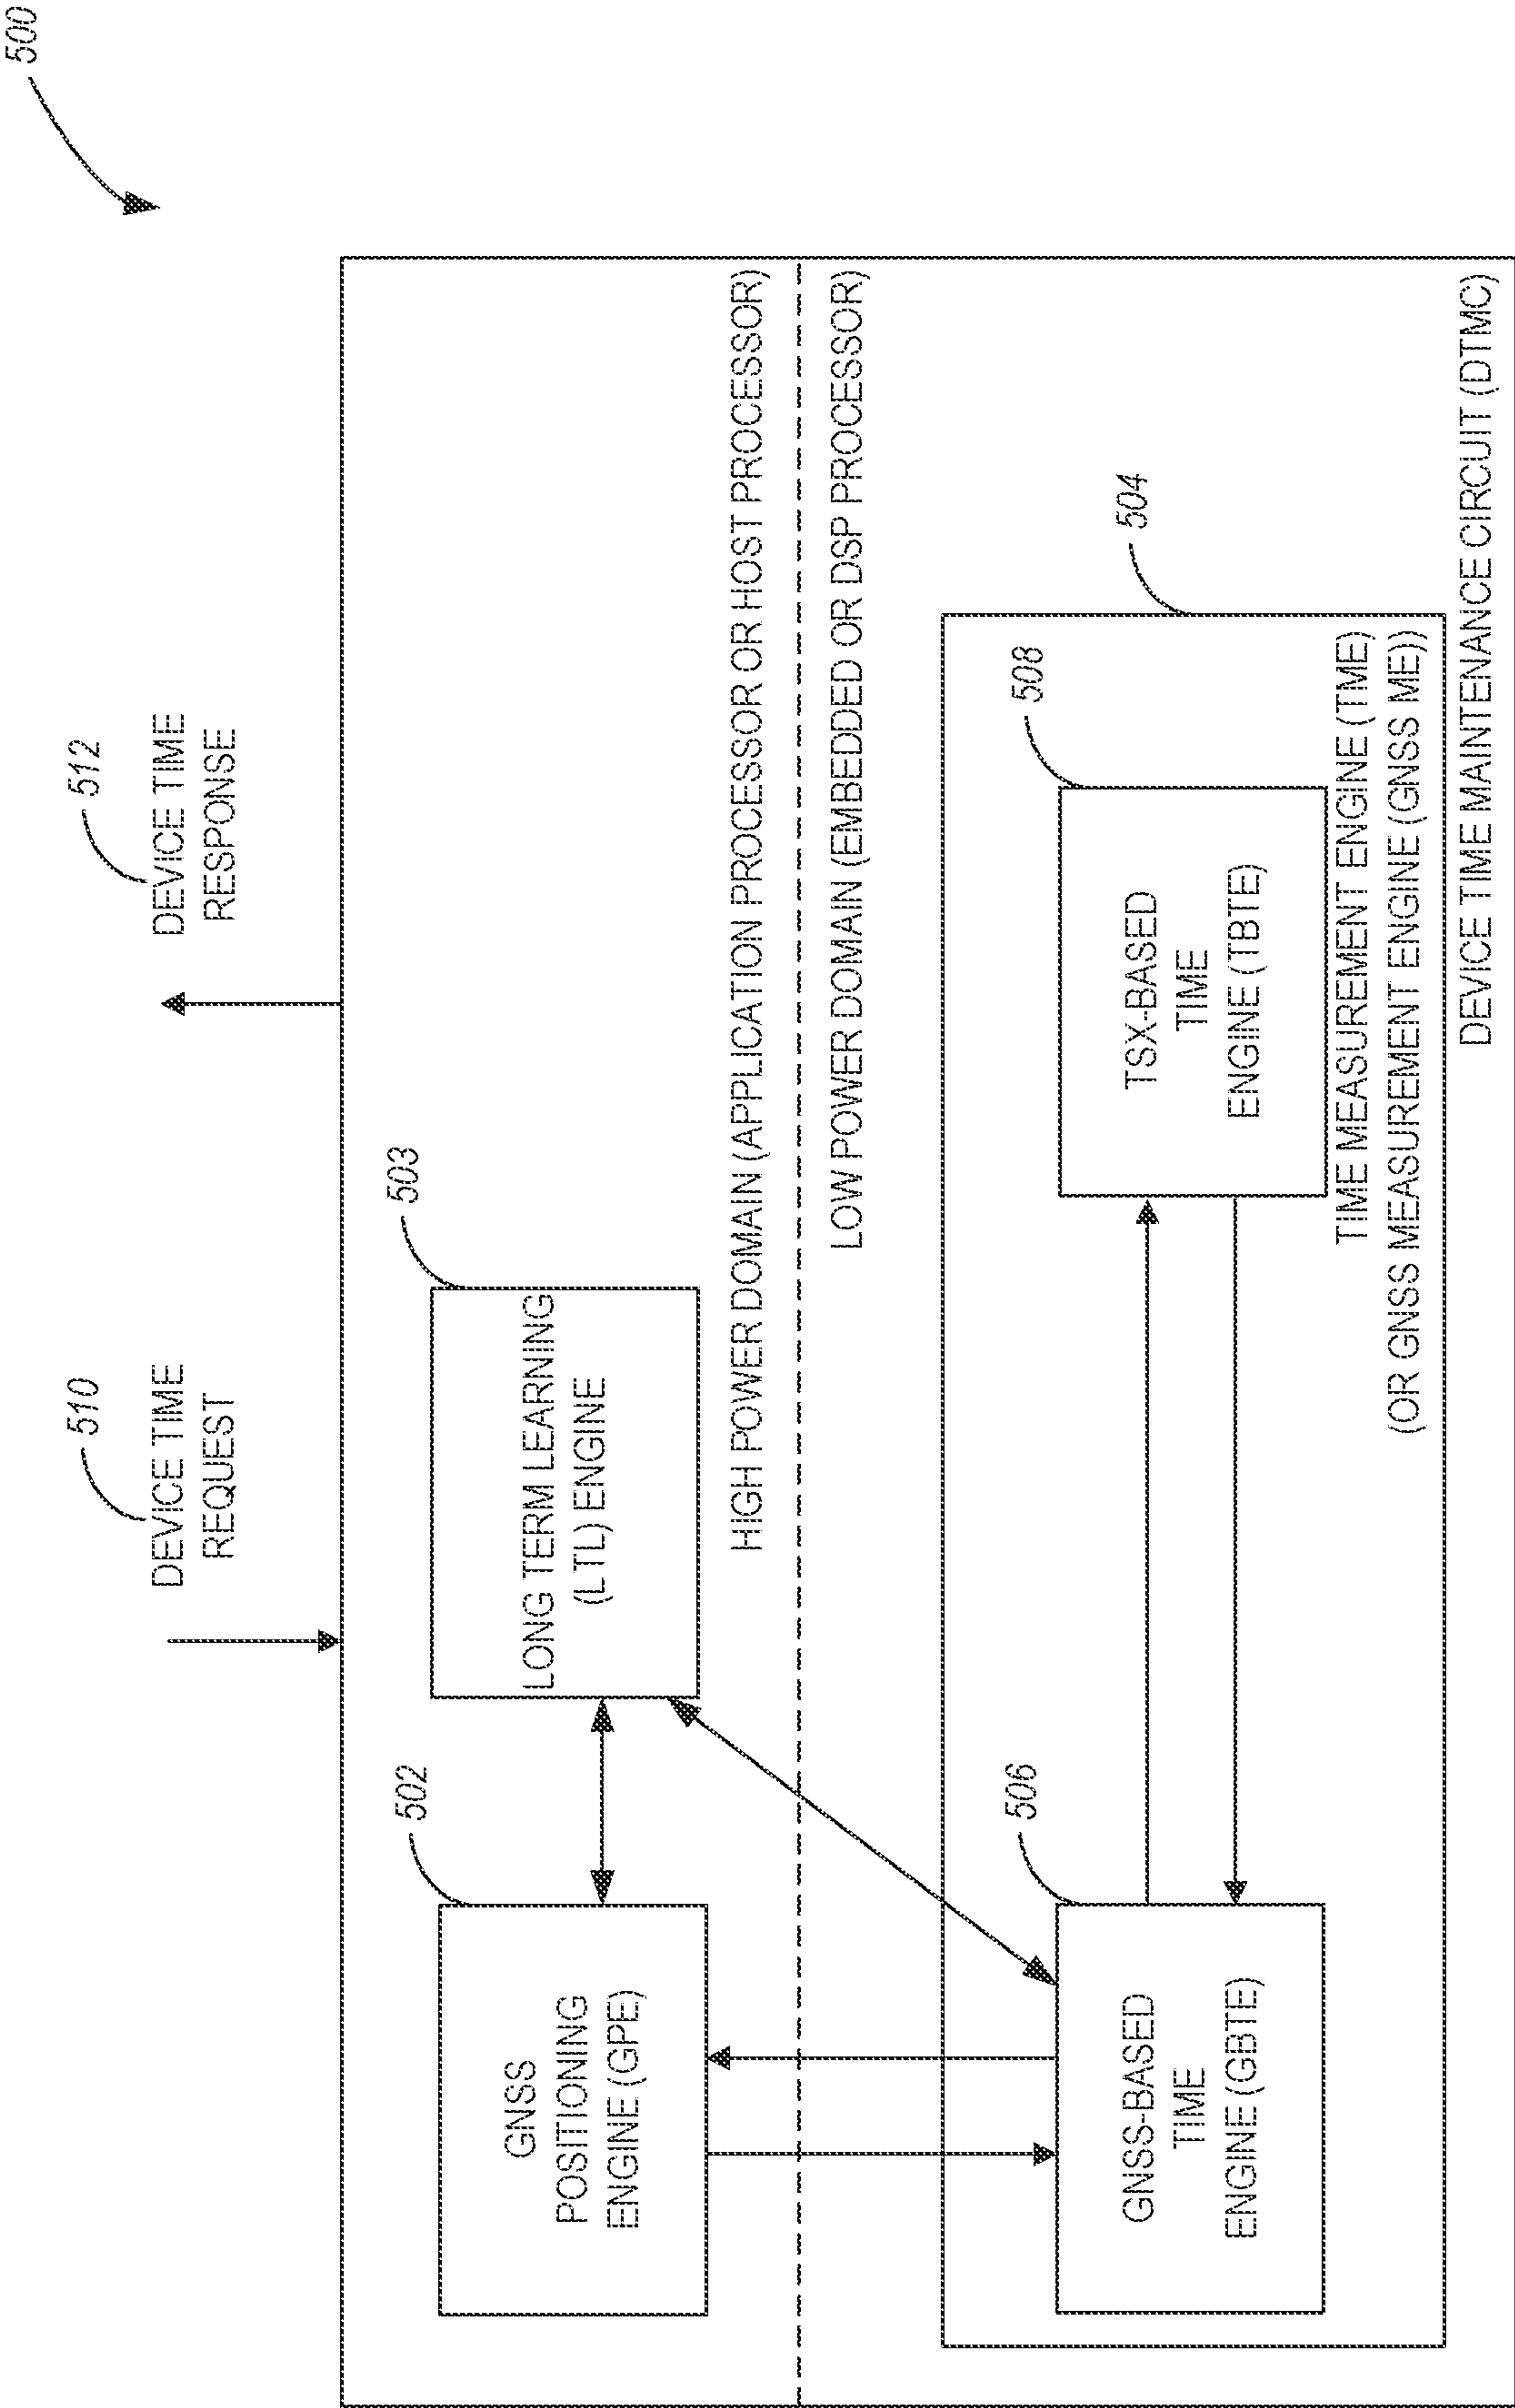 500
510
DEVICE TIME
REQUEST
512
DEVICE TIME
RESPONSE
502
GNSS
POSITIONING
ENGINE (GPE)
503
LONG TERM LEARNING
(LTL) ENGINE
HIGH POWER DOMAIN (APPLICATION PROCESSOR OR HOST PROCESSOR)
LOW POWER DOMAIN (EMBEDDED OR DSP PROCESSOR)
504
506
GNSS-BASED
TIME
ENGINE (GBTE)
508
TSX-BASED
TIME
ENGINE (TBTE)
TIME MEASUREMENT ENGINE (TME)
(OR GNSS MEASUREMENT ENGINE (GNSS ME))
DEVICE TIME MAINTENANCE CIRCUIT (DTMC)